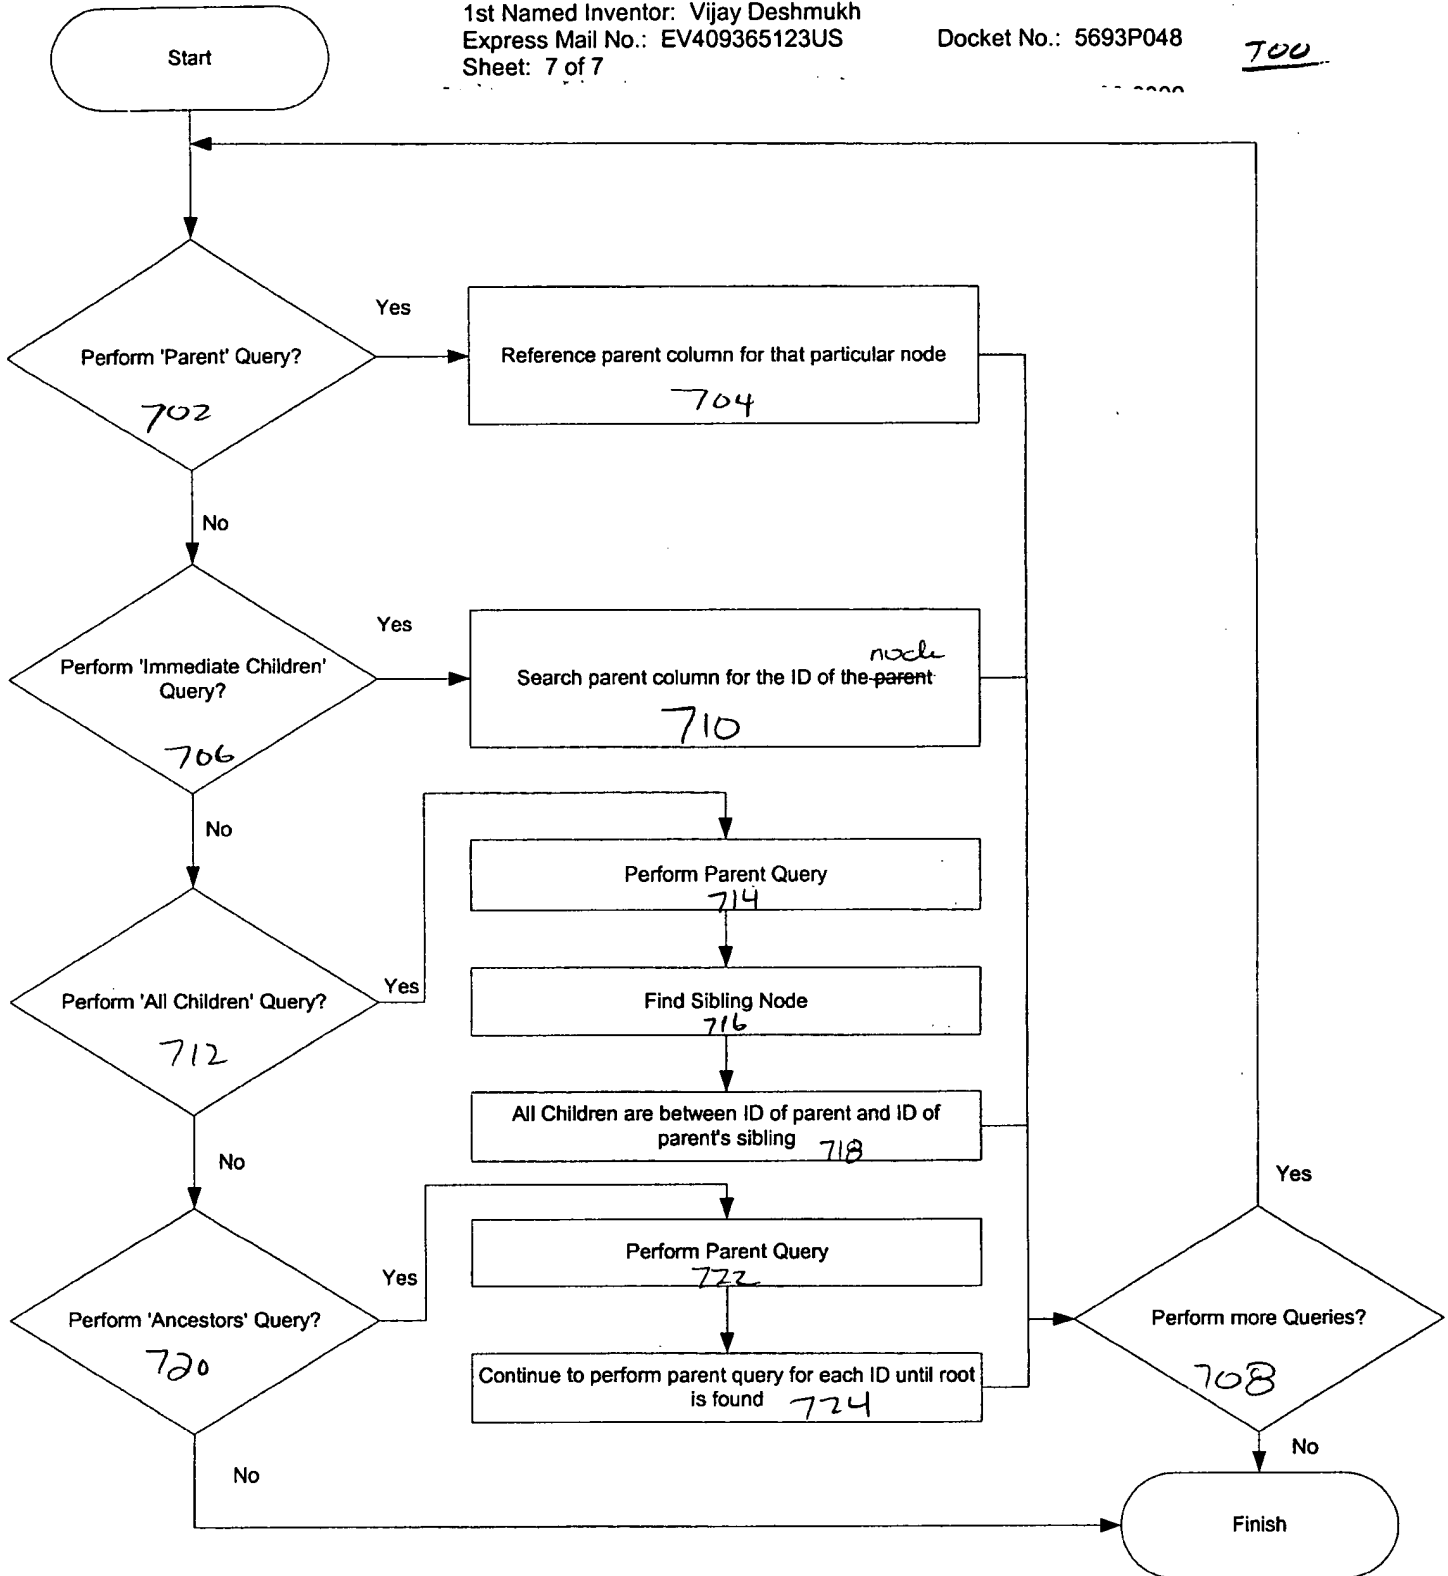 1st Named Inventor: Vijay Deshmukh
Express Mail No.: EV409365123US Docket No.: 5693P048
Sheet: 7 of 7
700
Start
Perform 'Parent' Query?
702
Yes
Reference parent column for that particular node
704
No
Perform 'Immediate Children'
Query?
706
Yes
node
Search parent column for the ID of the parent
710
No
Perform 'All Children' Query?
712
Yes
Perform Parent Query
714
Find Sibling Node
716
All Children are between ID of parent and ID of
parent's sibling 718
No
Perform 'Ancestors' Query?
720
Yes
Perform Parent Query
722
Continue to perform parent query for each ID until root
is found 724
No
Perform more Queries?
708
Yes
No
Finish